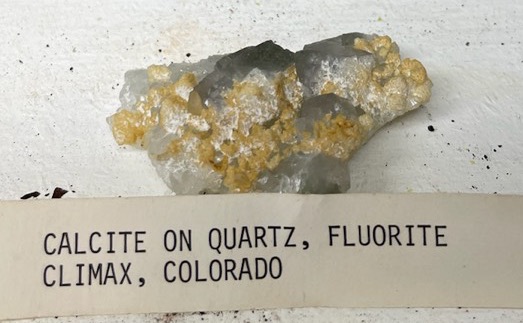 CALCITE ON QUARTZ, FLUORITE
CLIMAX, COLORADO